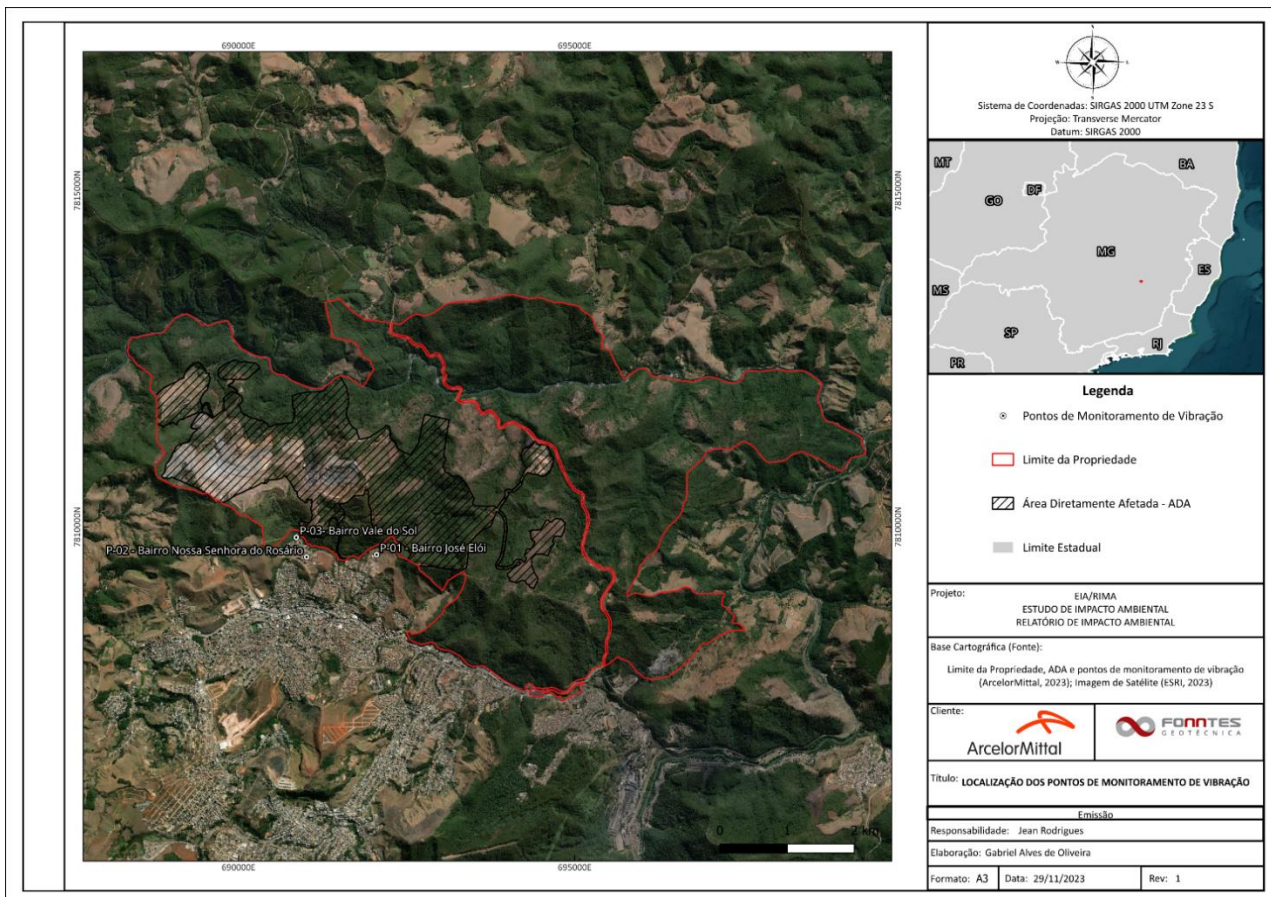 690000E
695000E
7815000N
7815000N
7810000N
7810000N
P-03- Bairro Vale do Sol
P-02 - Bairro Nossa Senhora do Rosário
P-01 - Bairro José Elói
0 1 2 km
690000E
695000E
N
W
L
S
Sistema de Coordenadas: SIRGAS 2000 UTM Zone 23 S
Projeção: Transverse Mercator
Datum: SIRGAS 2000
MT
BA
DF
GO
MG
ES
MS
SP
RJ
PR
Legenda
Pontos de Monitoramento de Vibração
Limite da Propriedade
Área Diretamente Afetada - ADA
Limite Estadual
Projeto:
EIA/RIMA
ESTUDO DE IMPACTO AMBIENTAL
RELATÓRIO DE IMPACTO AMBIENTAL
Base Cartográfica (Fonte):
Limite da Propriedade, ADA e pontos de monitoramento de vibração
(ArcelorMittal, 2023); Imagem de Satélite (ESRI, 2023)
Cliente:
ArcelorMittal
FONNTES
GEOTÉCNICA
Título: LOCALIZAÇÃO DOS PONTOS DE MONITORAMENTO DE VIBRAÇÃO
Emissão
Responsabilidade: Jean Rodrigues
Elaboração: Gabriel Alves de Oliveira
Formato: A3 Data: 29/11/2023 Rev: 1